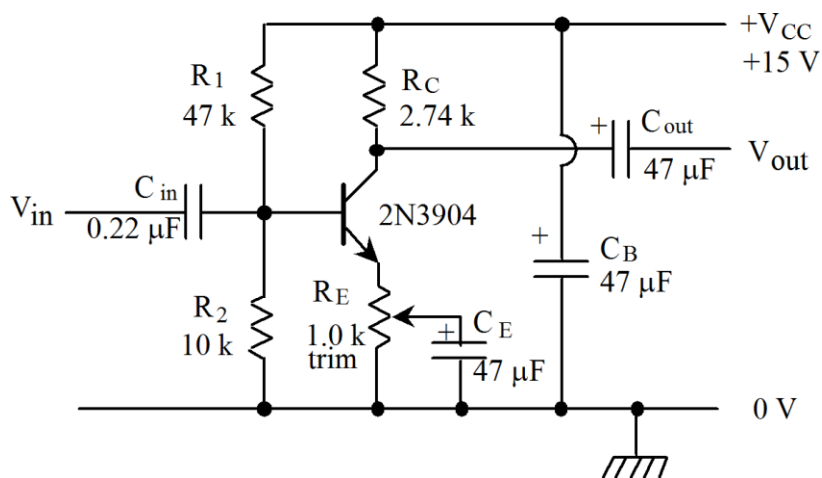 +VCC
+15 V
R1
47 k
RC
2.74 k
+
Cout
47 µF
Vout
Vin
Cin
0.22 µF
2N3904
+
CB
47 µF
R2
10 k
RE
1.0 k
trim
+
CE
47 µF
0 V